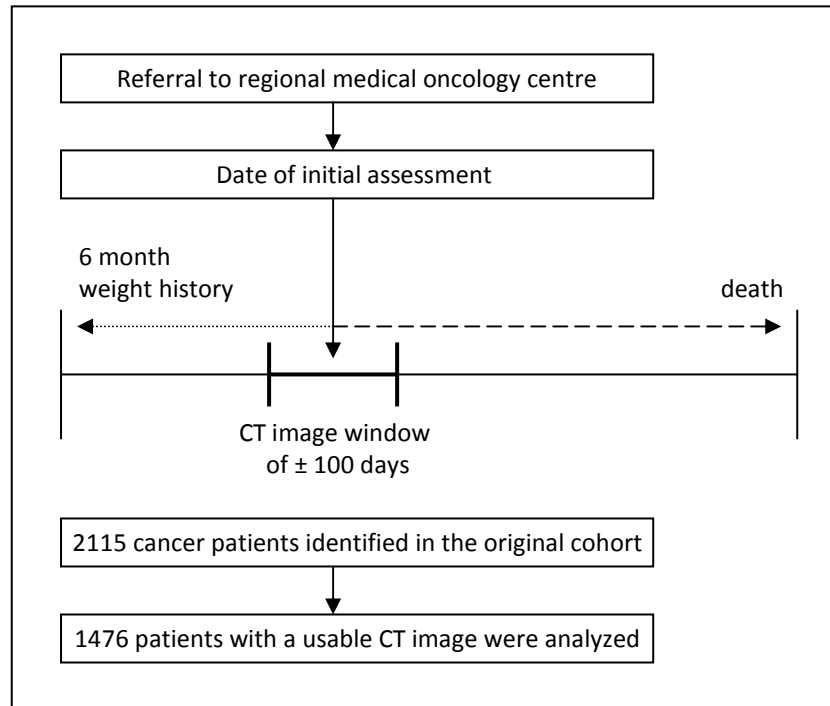 Referral to regional medical oncology centre
Date of initial assessment
6 month
weight history
death
CT image window
of ± 100 days
2115 cancer patients identified in the original cohort
1476 patients with a usable CT image were analyzed